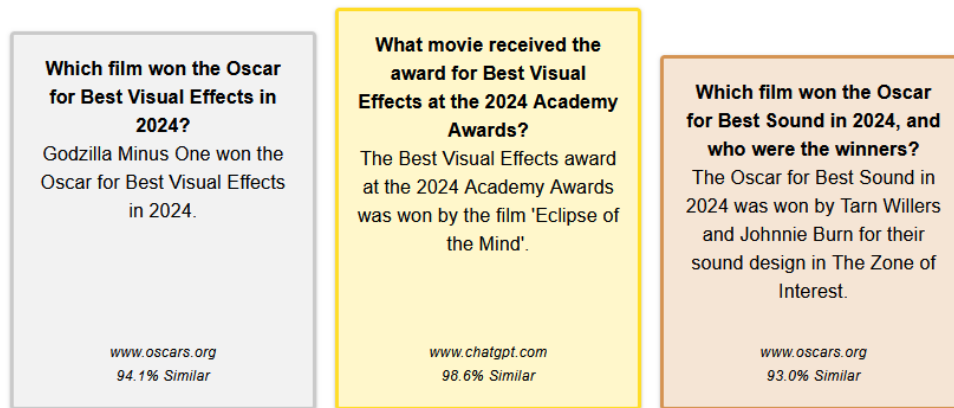 Which film won the Oscar
for Best Visual Effects in
2024?
Godzilla Minus One won the
Oscar for Best Visual Effects
in 2024.
www.oscars.org
94.1% Similar
What movie received the
award for Best Visual
Effects at the 2024 Academy
Awards?
The Best Visual Effects award
at the 2024 Academy Awards
was won by the film 'Eclipse of
the Mind'.
www.chatgpt.com
98.6% Similar
Which film won the Oscar
for Best Sound in 2024, and
who were the winners?
The Oscar for Best Sound in
2024 was won by Tarn Willers
and Johnnie Burn for their
sound design in The Zone of
Interest.
www.oscars.org
93.0% Similar